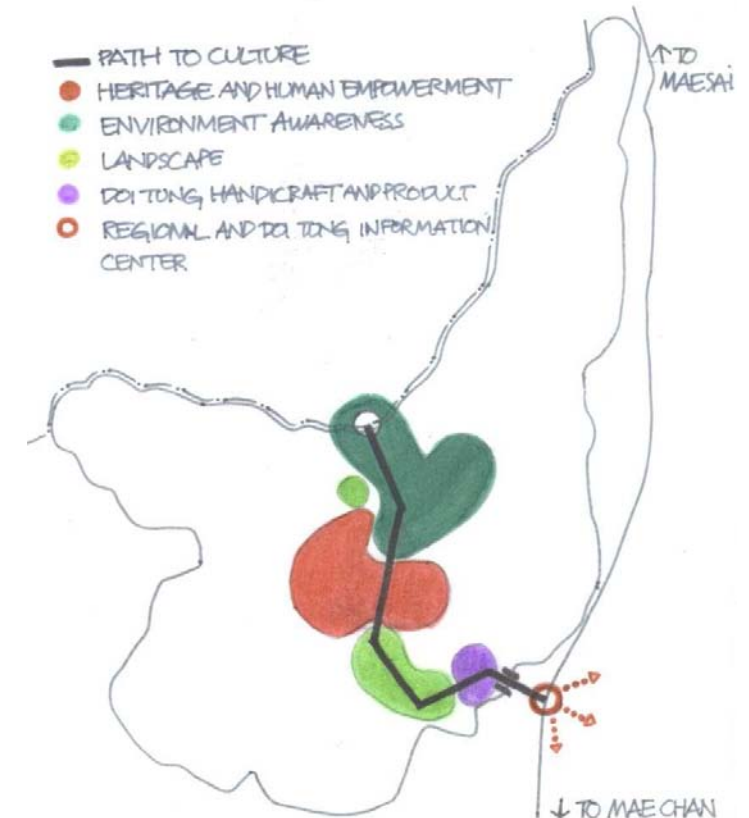 PATH TO CULTURE
HERITAGE AND HUMAN EMPOWERMENT
ENVIRONMENT AWARENESS
LANDSCAPE
DOI TUNG HANDICRAFT AND PRODUCT
REGIONAL AND DOI TUNG INFORMATION
CENTER
↑ TO
MAESAI
↓ TO MAE CHAN